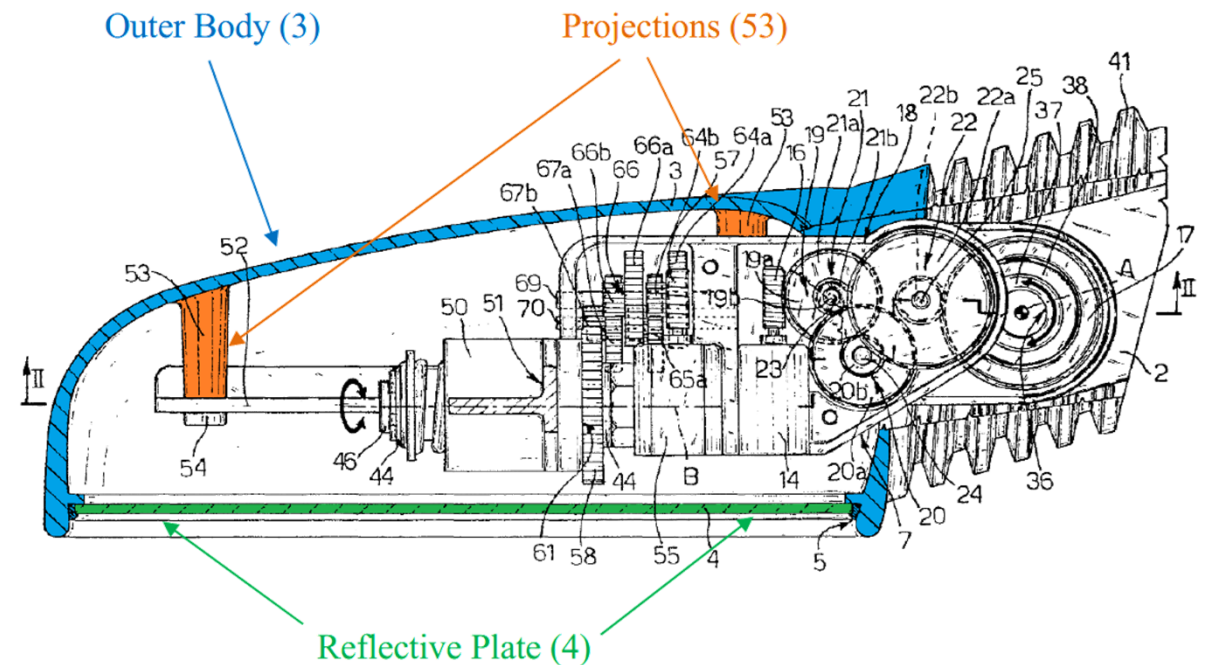 Outer Body (3)
Projections (53)
41
25
38
22a
37
22b
22
18
21
21b
21a
19
16
53
64a
57
64b
3
66a
66
66b
67a
67b
17
A
II
52
53
69
70
50
51
19a
19b
23
65a
20b
2
II
54
46
44
44
B
14
20a
24
36
61
58
55
4
5
7
20
Reflective Plate (4)